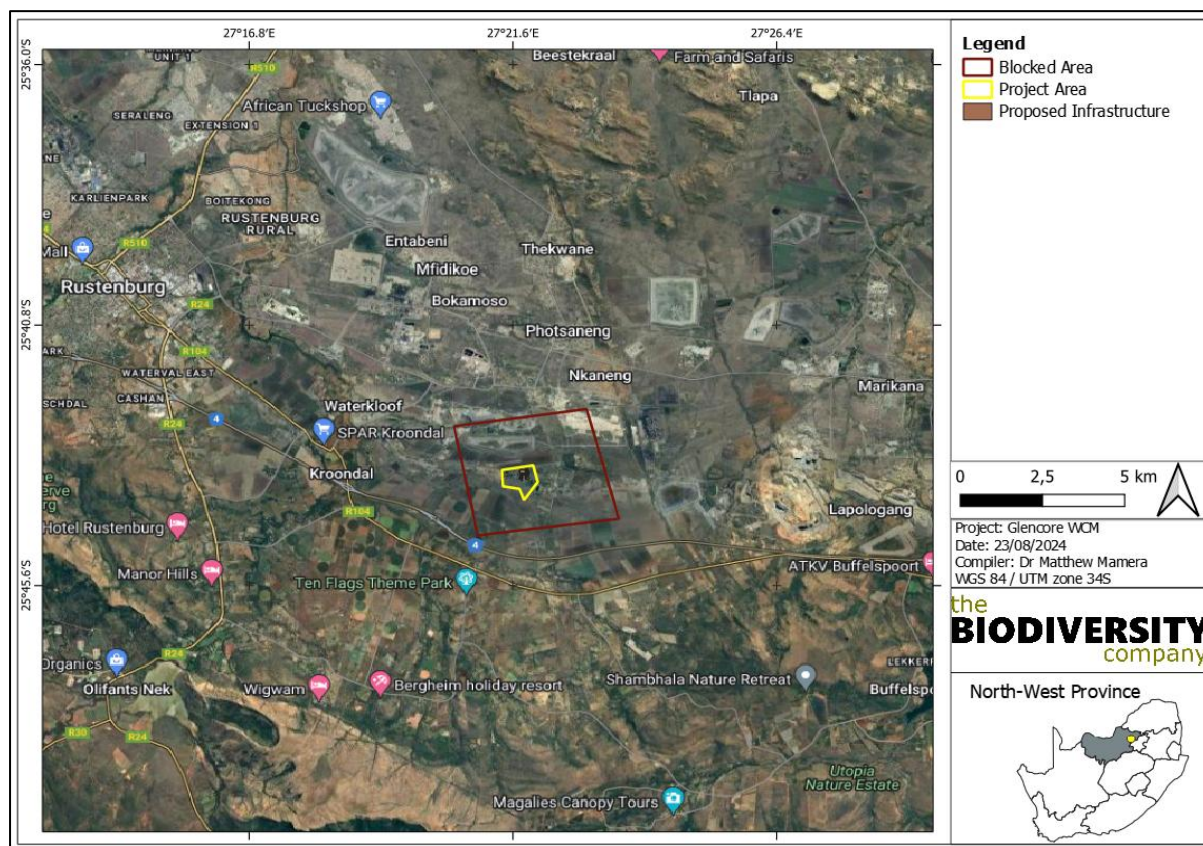 27°16.8'E
27°21.6'E
27°26.4'E
25°36.0'S
25°40.8'S
25°45.6'S
UNIT 1
R510
Beestekraal
Farm and Safaris
African Tuckshop
Tlapa
SERALENG
EXTENSION 1
KARLIENPARK
BOITEKONG
RUSTENBURG
RURAL
Entabeni
Thekwane
R510
Mall
Mfidikoe
Rustenburg
Bokamoso
R24
Photsaneng
R104
Nkaneng
ARK
WATERVAL EAST
Marikana
CASHAN
SCHDAL
4
Waterkloof
R24
SPAR Kroondal
Kroondal
R104
Lapologang
Hotel Rustenburg
4
ATKV Buffelspoort
Manor Hills
Ten Flags Theme Park
R24
Organics
Olifants Nek
Wigwam
Bergheim holiday resort
Shambhala Nature Retreat
Buffelspo
R30
R24
Utopia
Nature Estate
Magalies Canopy Tours
Legend
Blocked Area
Project Area
Proposed Infrastructure
0 2,5 5 km
Project: Glencore WCM
Date: 23/08/2024
Compiler: Dr Matthew Mamera
WGS 84 / UTM zone 34S
the
BIODIVERSITY
company
North-West Province